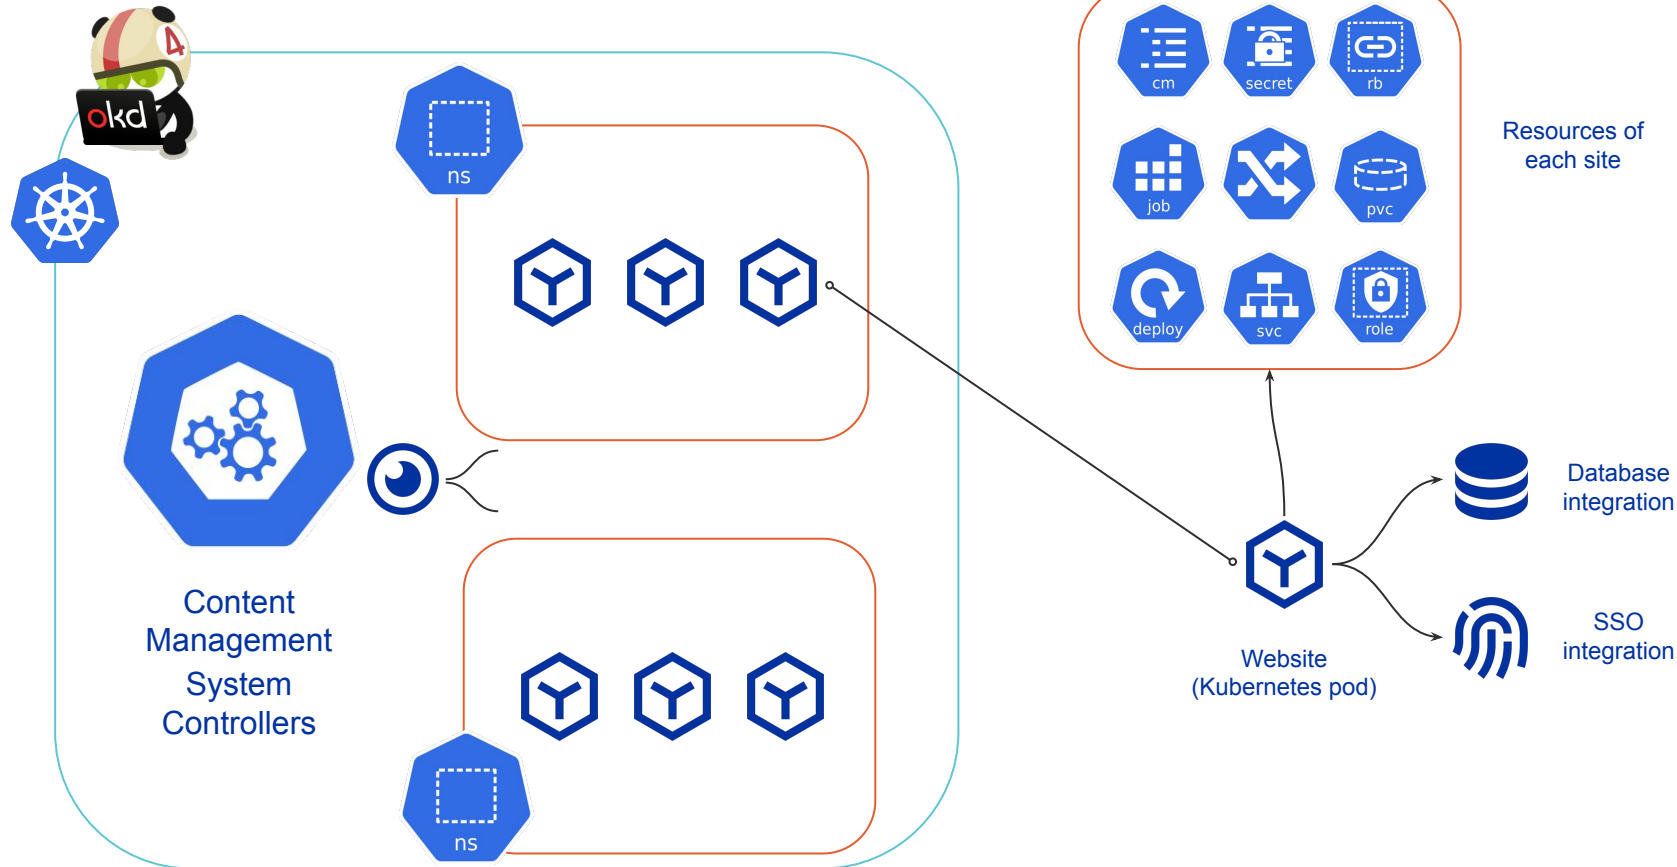 4
okd
ns
Content
Management
System
Controllers
ns
cm
secret
rb
job
pvc
deploy
svc
role
Resources of
each site
Database
integration
SSO
integration
Website
(Kubernetes pod)